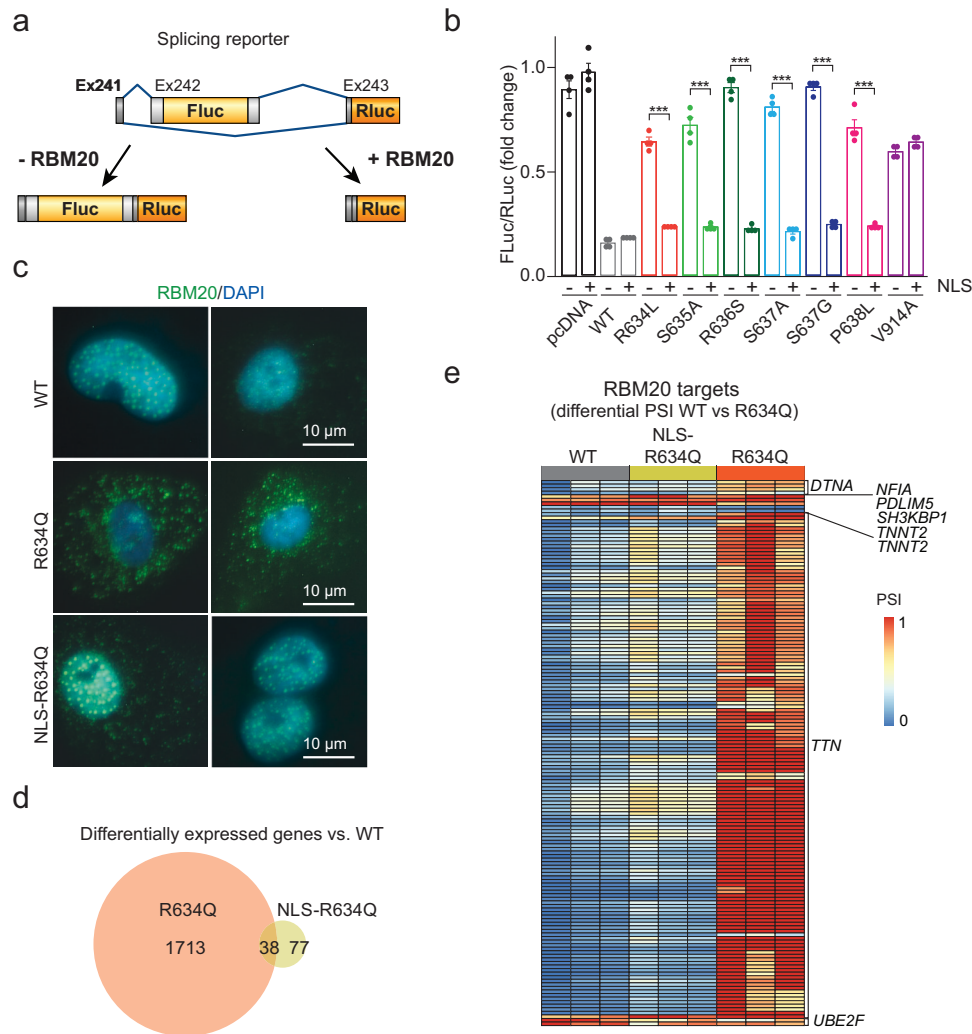 a
Splicing reporter
Ex241
Ex242
Ex243
Fluc
Rluc
- RBM20
+ RBM20
Fluc
Rluc
Rluc
b
FLuc/RLuc (fold change)
1.0
0.5
0.0
***
***
***
***
***
***
- + - + - + - + - + - + - + - + - +
NLS
pcDNA
WT
R634L
S635A
R636S
S637A
S637G
P638L
V914A
c
RBM20/DAPI
WT
10 µm
R634Q
10 µm
NLS-R634Q
10 µm
d
Differentially expressed genes vs. WT
R634Q
NLS-R634Q
1713
38
77
e
RBM20 targets
(differential PSI WT vs R634Q)
WT
NLS-
R634Q
R634Q
DTNA
NFIA
PDLIM5
SH3KBP1
TNNT2
TNNT2
PSI
1
0
TTN
UBE2F